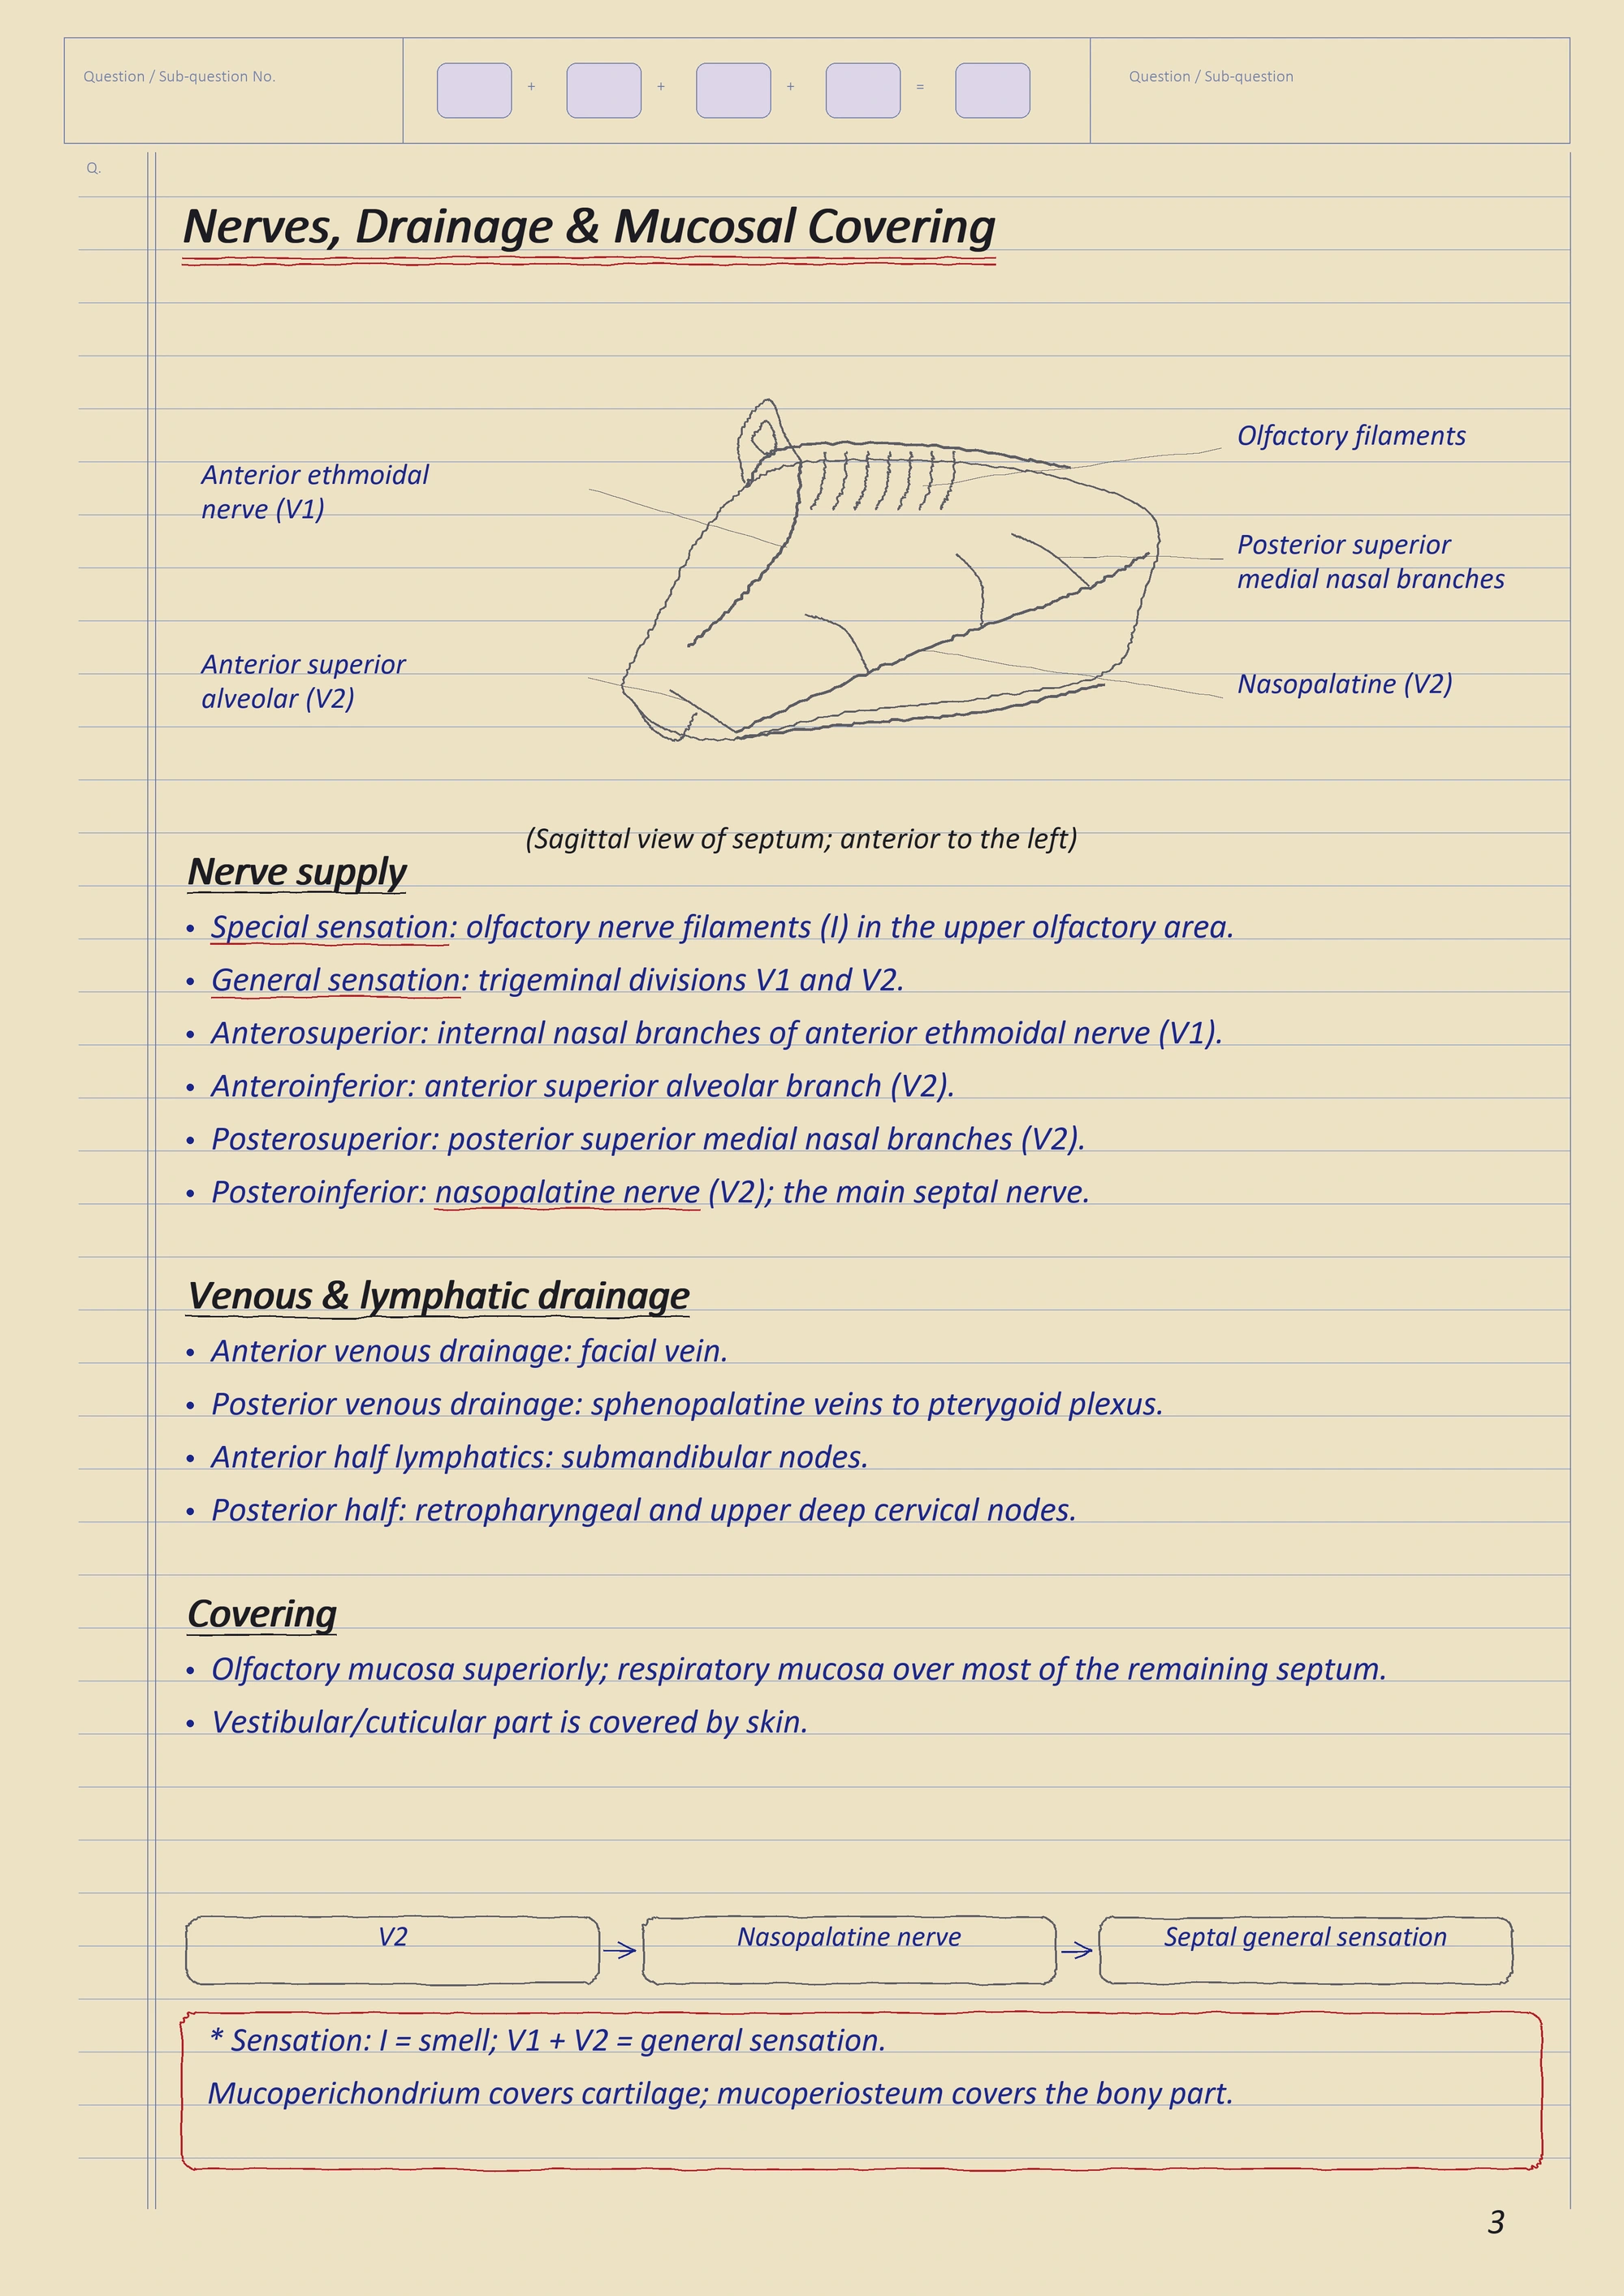 Question / Sub-question No.
+ + + =
Question / Sub-question
Q.
Nerves, Drainage & Mucosal Covering
Olfactory filaments
Anterior ethmoidal
nerve (V1)
Posterior superior
medial nasal branches
Anterior superior
alveolar (V2)
Nasopalatine (V2)
(Sagittal view of septum; anterior to the left)
Nerve supply
• Special sensation: olfactory nerve filaments (I) in the upper olfactory area.
• General sensation: trigeminal divisions V1 and V2.
• Anterosuperior: internal nasal branches of anterior ethmoidal nerve (V1).
• Anteroinferior: anterior superior alveolar branch (V2).
• Posterosuperior: posterior superior medial nasal branches (V2).
• Posteroinferior: nasopalatine nerve (V2); the main septal nerve.
Venous & lymphatic drainage
• Anterior venous drainage: facial vein.
• Posterior venous drainage: sphenopalatine veins to pterygoid plexus.
• Anterior half lymphatics: submandibular nodes.
• Posterior half: retropharyngeal and upper deep cervical nodes.
Covering
• Olfactory mucosa superiorly; respiratory mucosa over most of the remaining septum.
• Vestibular/cuticular part is covered by skin.
V2 → Nasopalatine nerve → Septal general sensation
* Sensation: I = smell; V1 + V2 = general sensation.
Mucoperichondrium covers cartilage; mucoperiosteum covers the bony part.
3